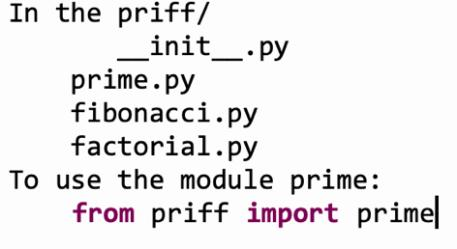 In the priff/
__init__.py
prime.py
fibonacci.py
factorial.py
To use the module prime:
from priff import prime